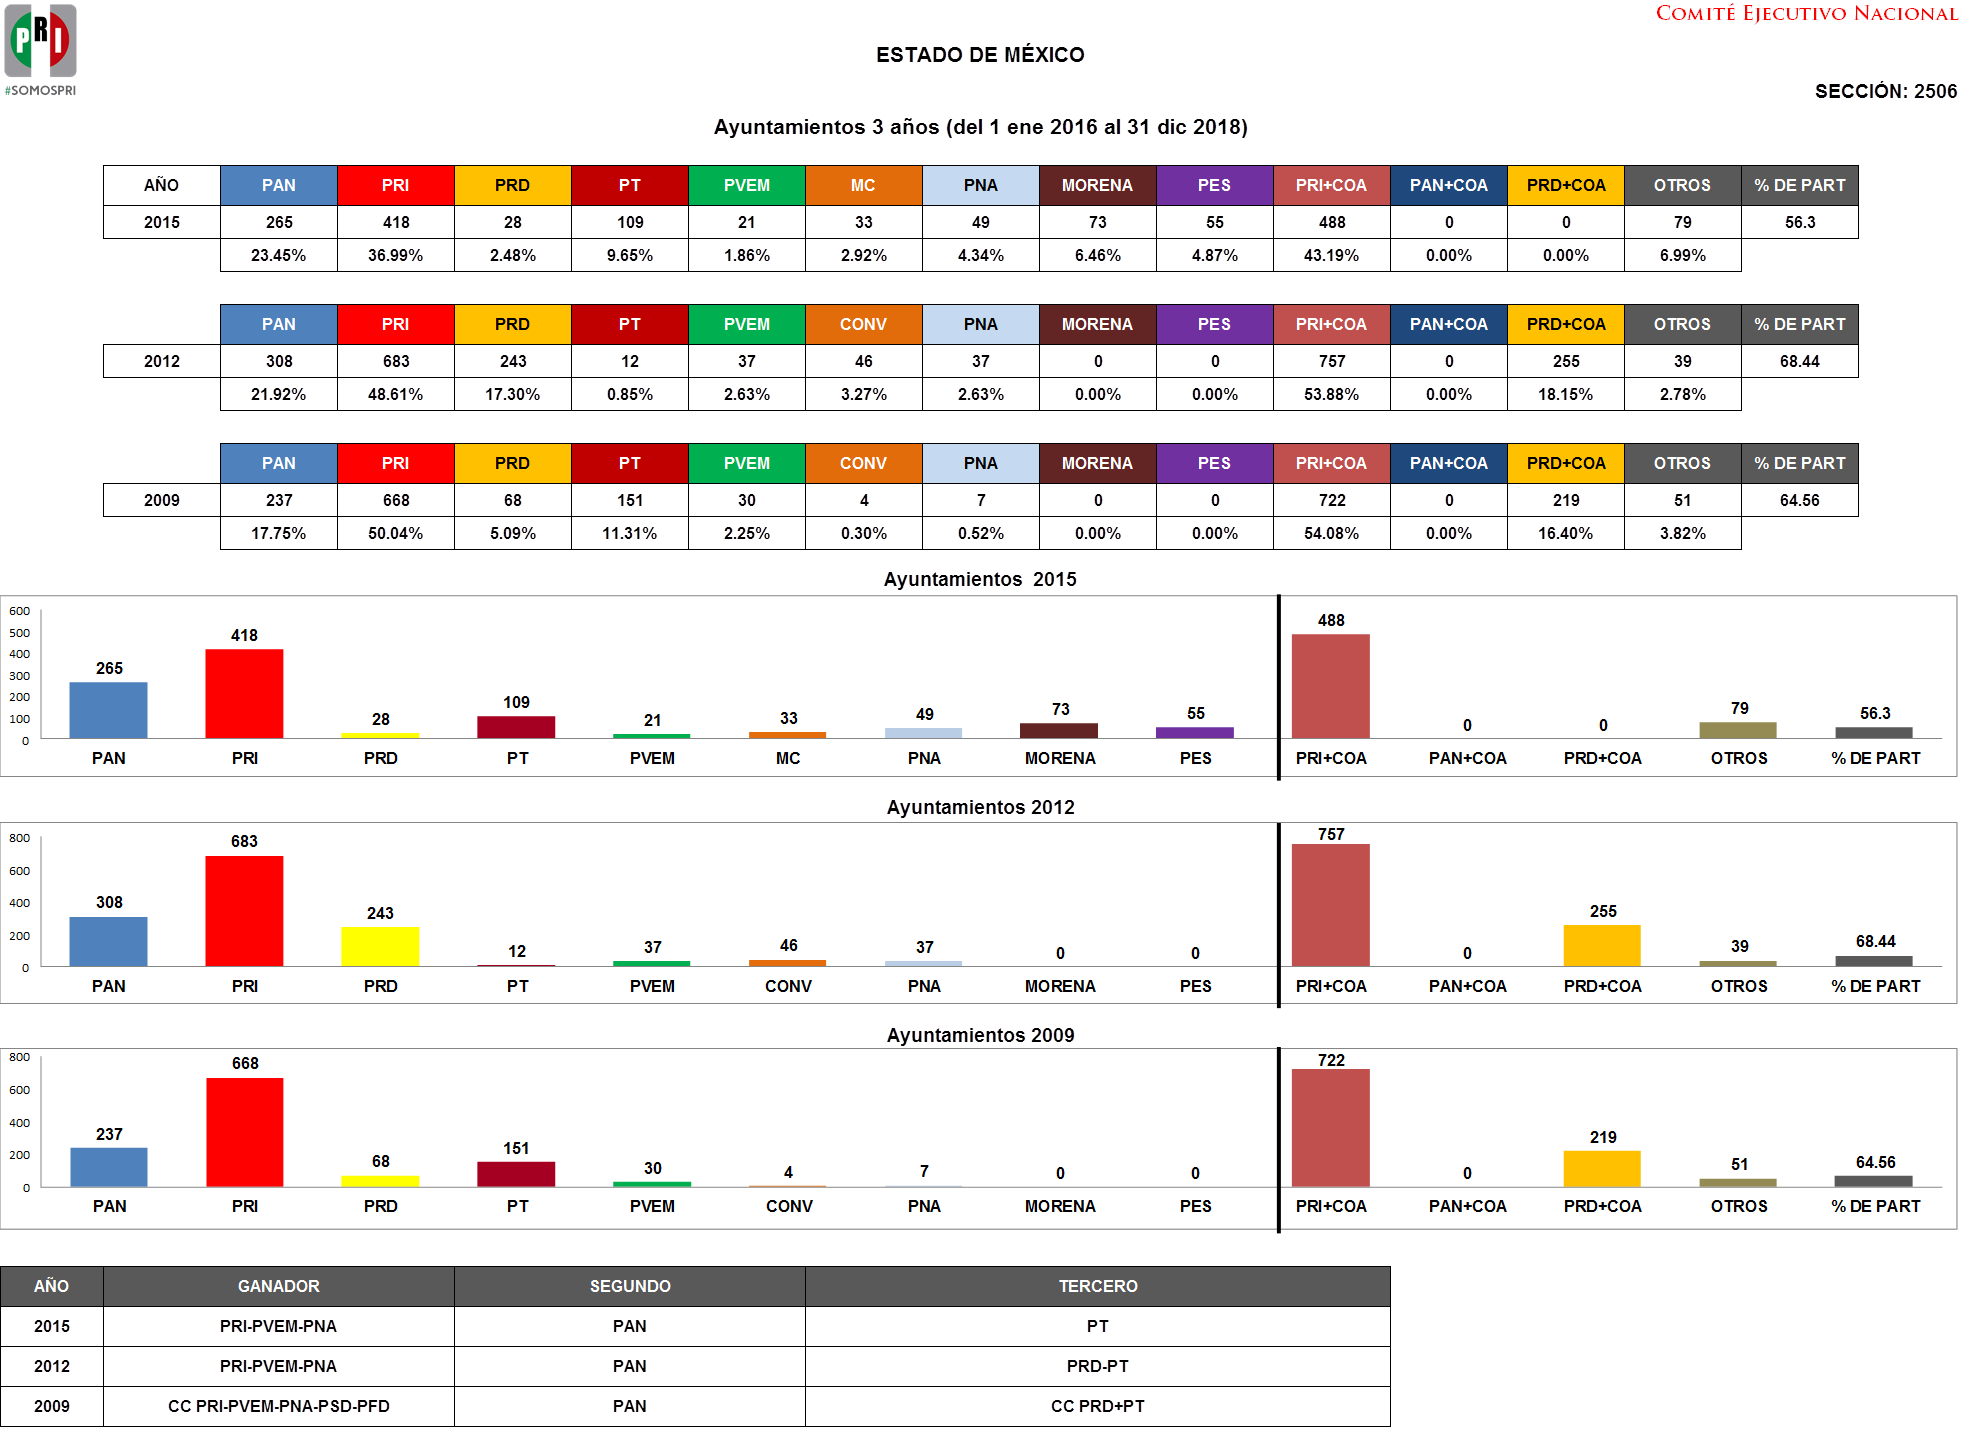 PRI
#SOMOSPRI
COMITÉ EJECUTIVO NACIONAL
ESTADO DE MÉXICO
SECCIÓN: 2506
Ayuntamientos 3 años (del 1 ene 2016 al 31 dic 2018)
AÑO PAN PRI PRD PT PVEM MC PNA MORENA PES PRI+COA PAN+COA PRD+COA OTROS % DE PART
2015 265 418 28 109 21 33 49 73 55 488 0 0 79 56.3
23.45% 36.99% 2.48% 9.65% 1.86% 2.92% 4.34% 6.46% 4.87% 43.19% 0.00% 0.00% 6.99%
PAN PRI PRD PT PVEM CONV PNA MORENA PES PRI+COA PAN+COA PRD+COA OTROS % DE PART
2012 308 683 243 12 37 46 37 0 0 757 0 255 39 68.44
21.92% 48.61% 17.30% 0.85% 2.63% 3.27% 2.63% 0.00% 0.00% 53.88% 0.00% 18.15% 2.78%
PAN PRI PRD PT PVEM CONV PNA MORENA PES PRI+COA PAN+COA PRD+COA OTROS % DE PART
2009 237 668 68 151 30 4 7 0 0 722 0 219 51 64.56
17.75% 50.04% 5.09% 11.31% 2.25% 0.30% 0.52% 0.00% 0.00% 54.08% 0.00% 16.40% 3.82%
Ayuntamientos 2015
600
500
400
300
200
100
0
265 418 28 109 21 33 49 73 55 488 0 0 79 56.3
PAN PRI PRD PT PVEM MC PNA MORENA PES PRI+COA PAN+COA PRD+COA OTROS % DE PART
Ayuntamientos 2012
800
600
400
200
0
308 683 243 12 37 46 37 0 0 757 0 255 39 68.44
PAN PRI PRD PT PVEM CONV PNA MORENA PES PRI+COA PAN+COA PRD+COA OTROS % DE PART
Ayuntamientos 2009
800
600
400
200
0
237 668 68 151 30 4 7 0 0 722 0 219 51 64.56
PAN PRI PRD PT PVEM CONV PNA MORENA PES PRI+COA PAN+COA PRD+COA OTROS % DE PART
AÑO GANADOR SEGUNDO TERCERO
2015 PRI-PVEM-PNA PAN PT
2012 PRI-PVEM-PNA PAN PRD-PT
2009 CC PRI-PVEM-PNA-PSD-PFD PAN CC PRD+PT